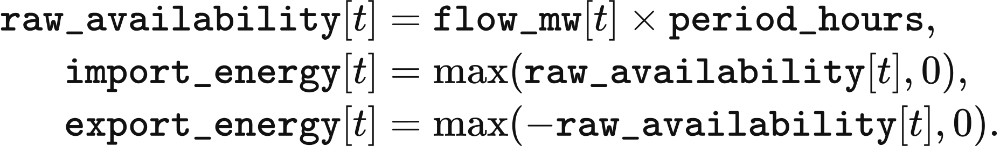 raw_availability[t] = flow_mw[t] × period_hours,
import_energy[t] = max(raw_availability[t], 0),
export_energy[t] = max(−raw_availability[t], 0).